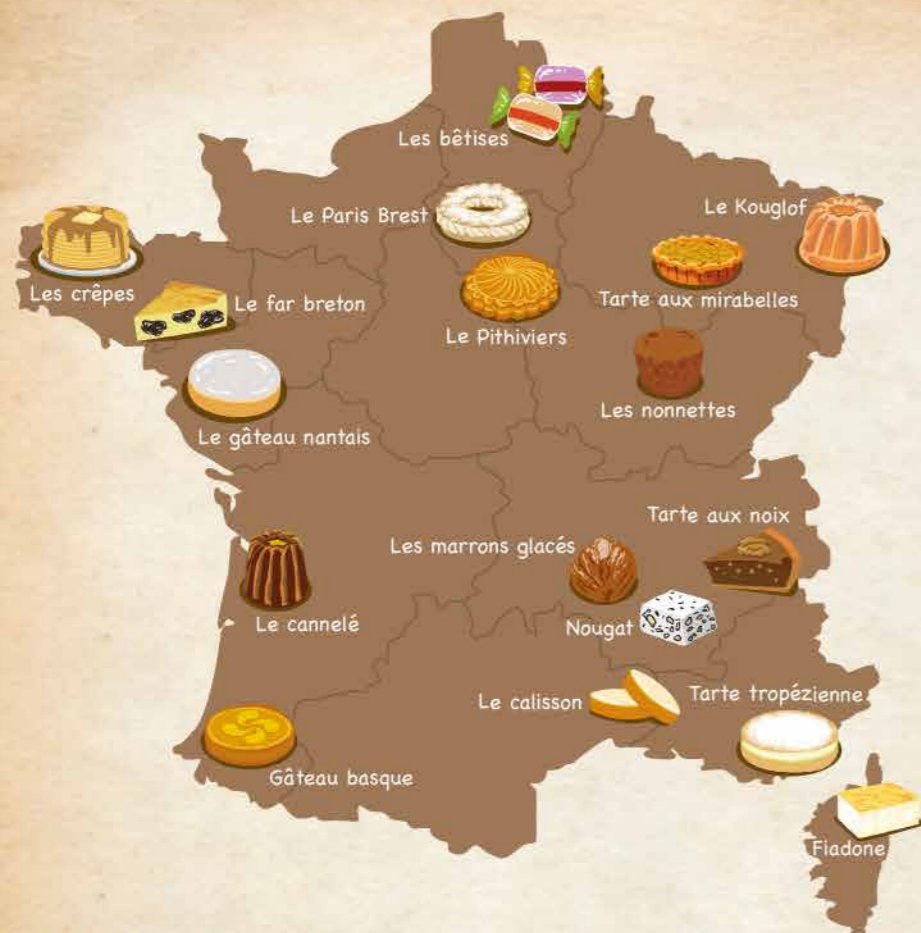 Les bêtises
Le Paris Brest
Le Kouglof
Les crêpes
Le far breton
Tarte aux mirabelles
Le Pithiviers
Les nonnettes
Le gâteau nantais
Tarte aux noix
Les marrons glacés
Le cannelé
Nougat
Le calisson
Tarte tropézienne
Gâteau basque
Fiadone